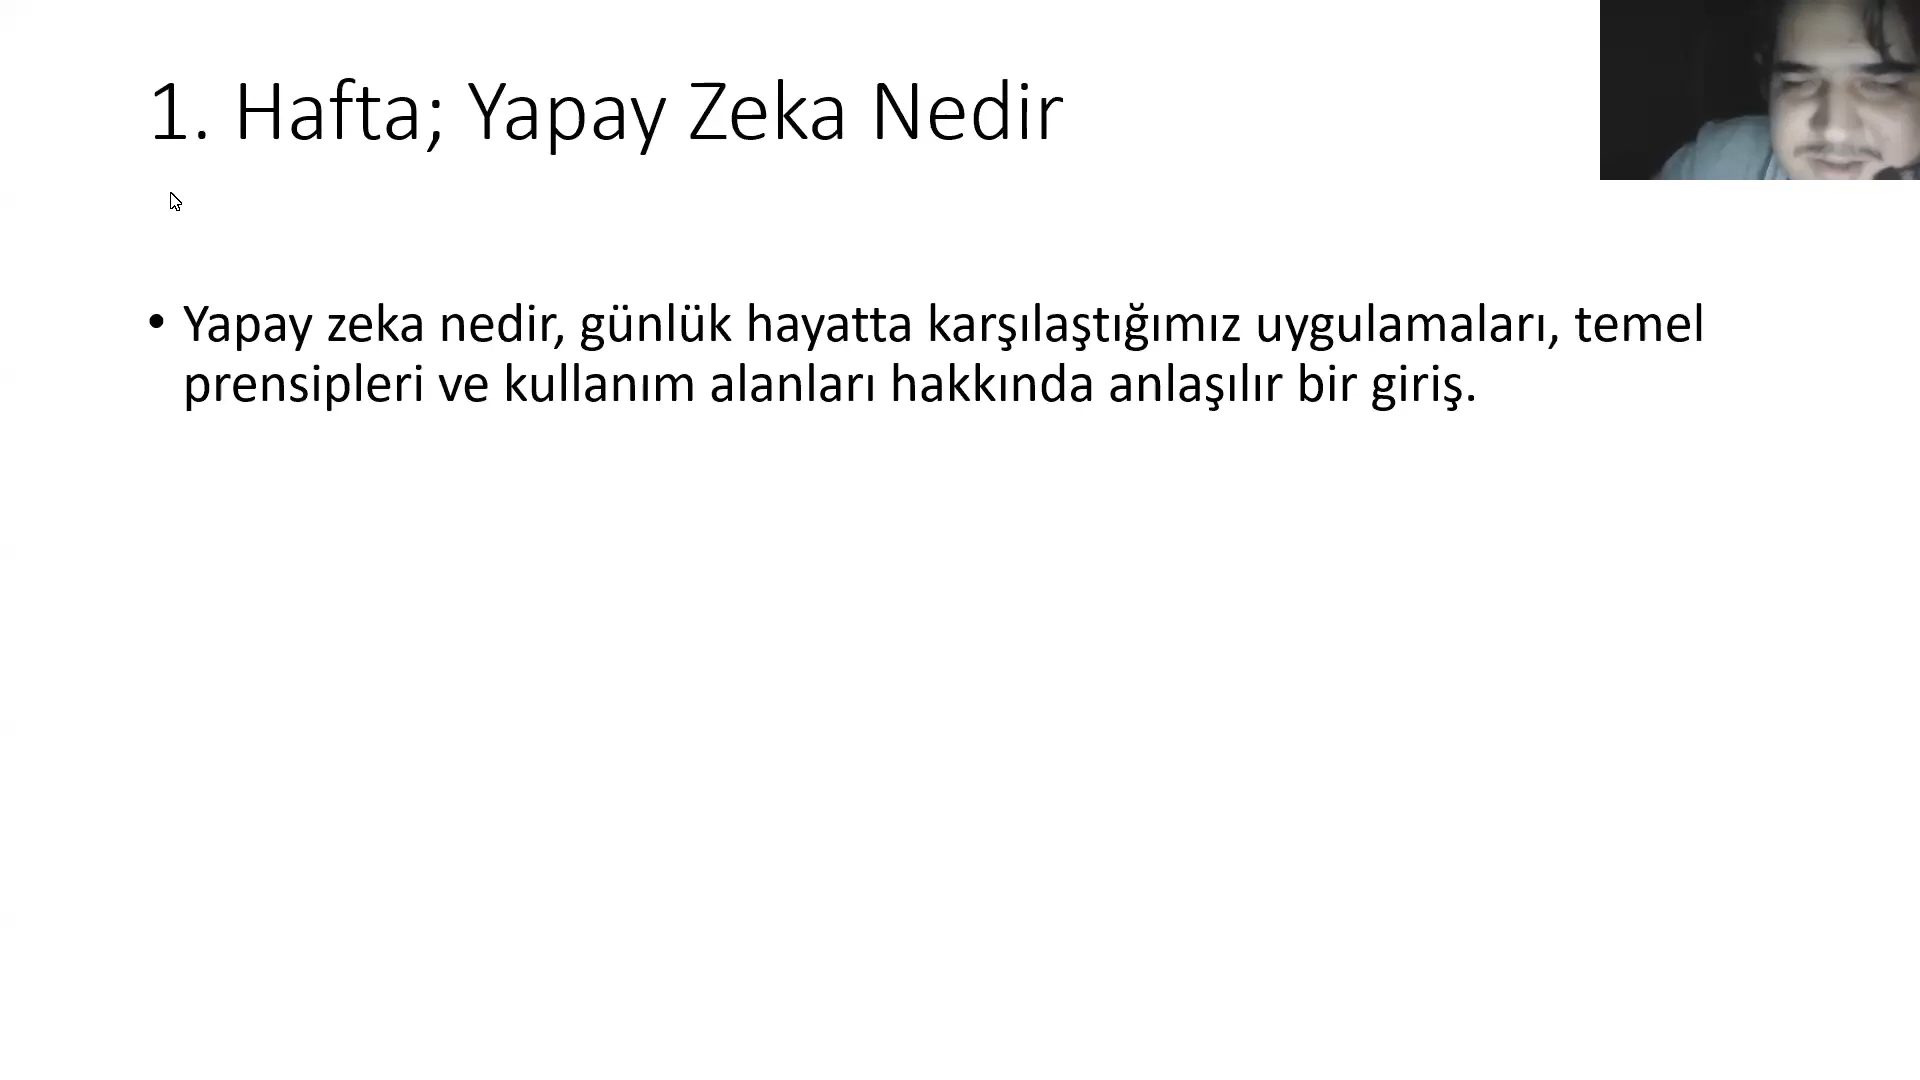 1. Hafta; Yapay Zeka Nedir
• Yapay zeka nedir, günlük hayatta karşılaştığımız uygulamaları, temel
prensipleri ve kullanım alanları hakkında anlaşılır bir giriş.